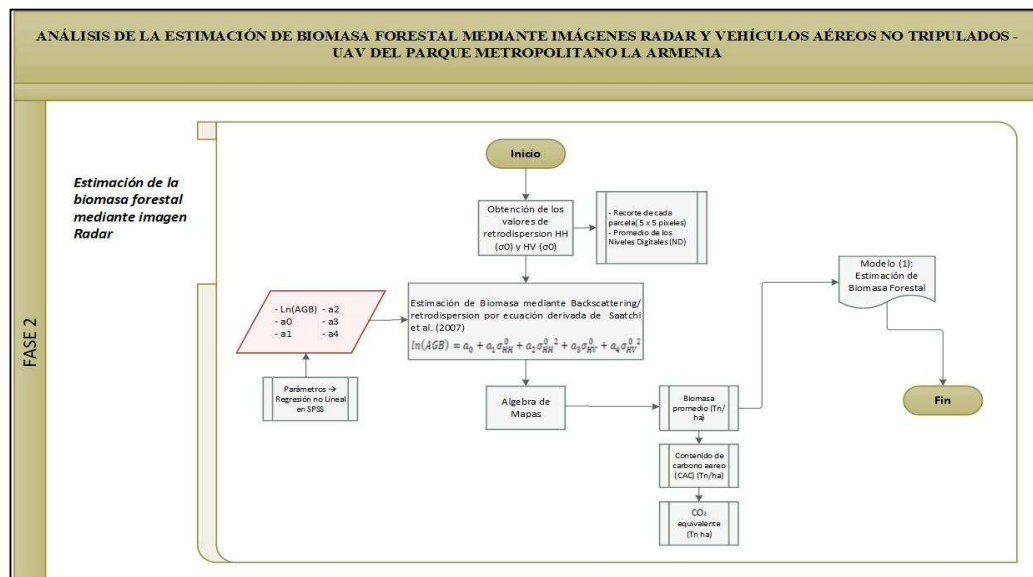 ANÁLISIS DE LA ESTIMACIÓN DE BIOMASA FORESTAL MEDIANTE IMÁGENES RADAR Y VEHÍCULOS AÉREOS NO TRIPULADOS -
UAV DEL PARQUE METROPOLITANO LA ARMENIA
FASE 2
Estimación de la
biomasa forestal
mediante imagen
Radar
Inicio
Obtención de los
valores de
retrodispersion HH
(σ0) y HV (σ0)
- Recorte de cada
parcela( 5 x 5 pixeles)
- Promedio de los
Niveles Digitales (ND)
- Ln(AGB) - a2
- a0 - a3
- a1 - a4
Parámetros →
Regresión no Lineal
en SPSS
Estimación de Biomasa mediante Backscattering/
retrodispersion por ecuación derivada de Saatchi
et al. (2007)
ln(AGB) = a₀ + a₁σ⁰HH + a₂σ⁰HH² + a₃σ⁰HV + a₄σ⁰HV²
Algebra de
Mapas
Biomasa
promedio (Tn/
ha)
Contenido de
carbono aereo
(CAC) (Tn/ha)
CO₂
equivalente
(Tn ha)
Modelo (1):
Estimación de
Biomasa Forestal
Fin